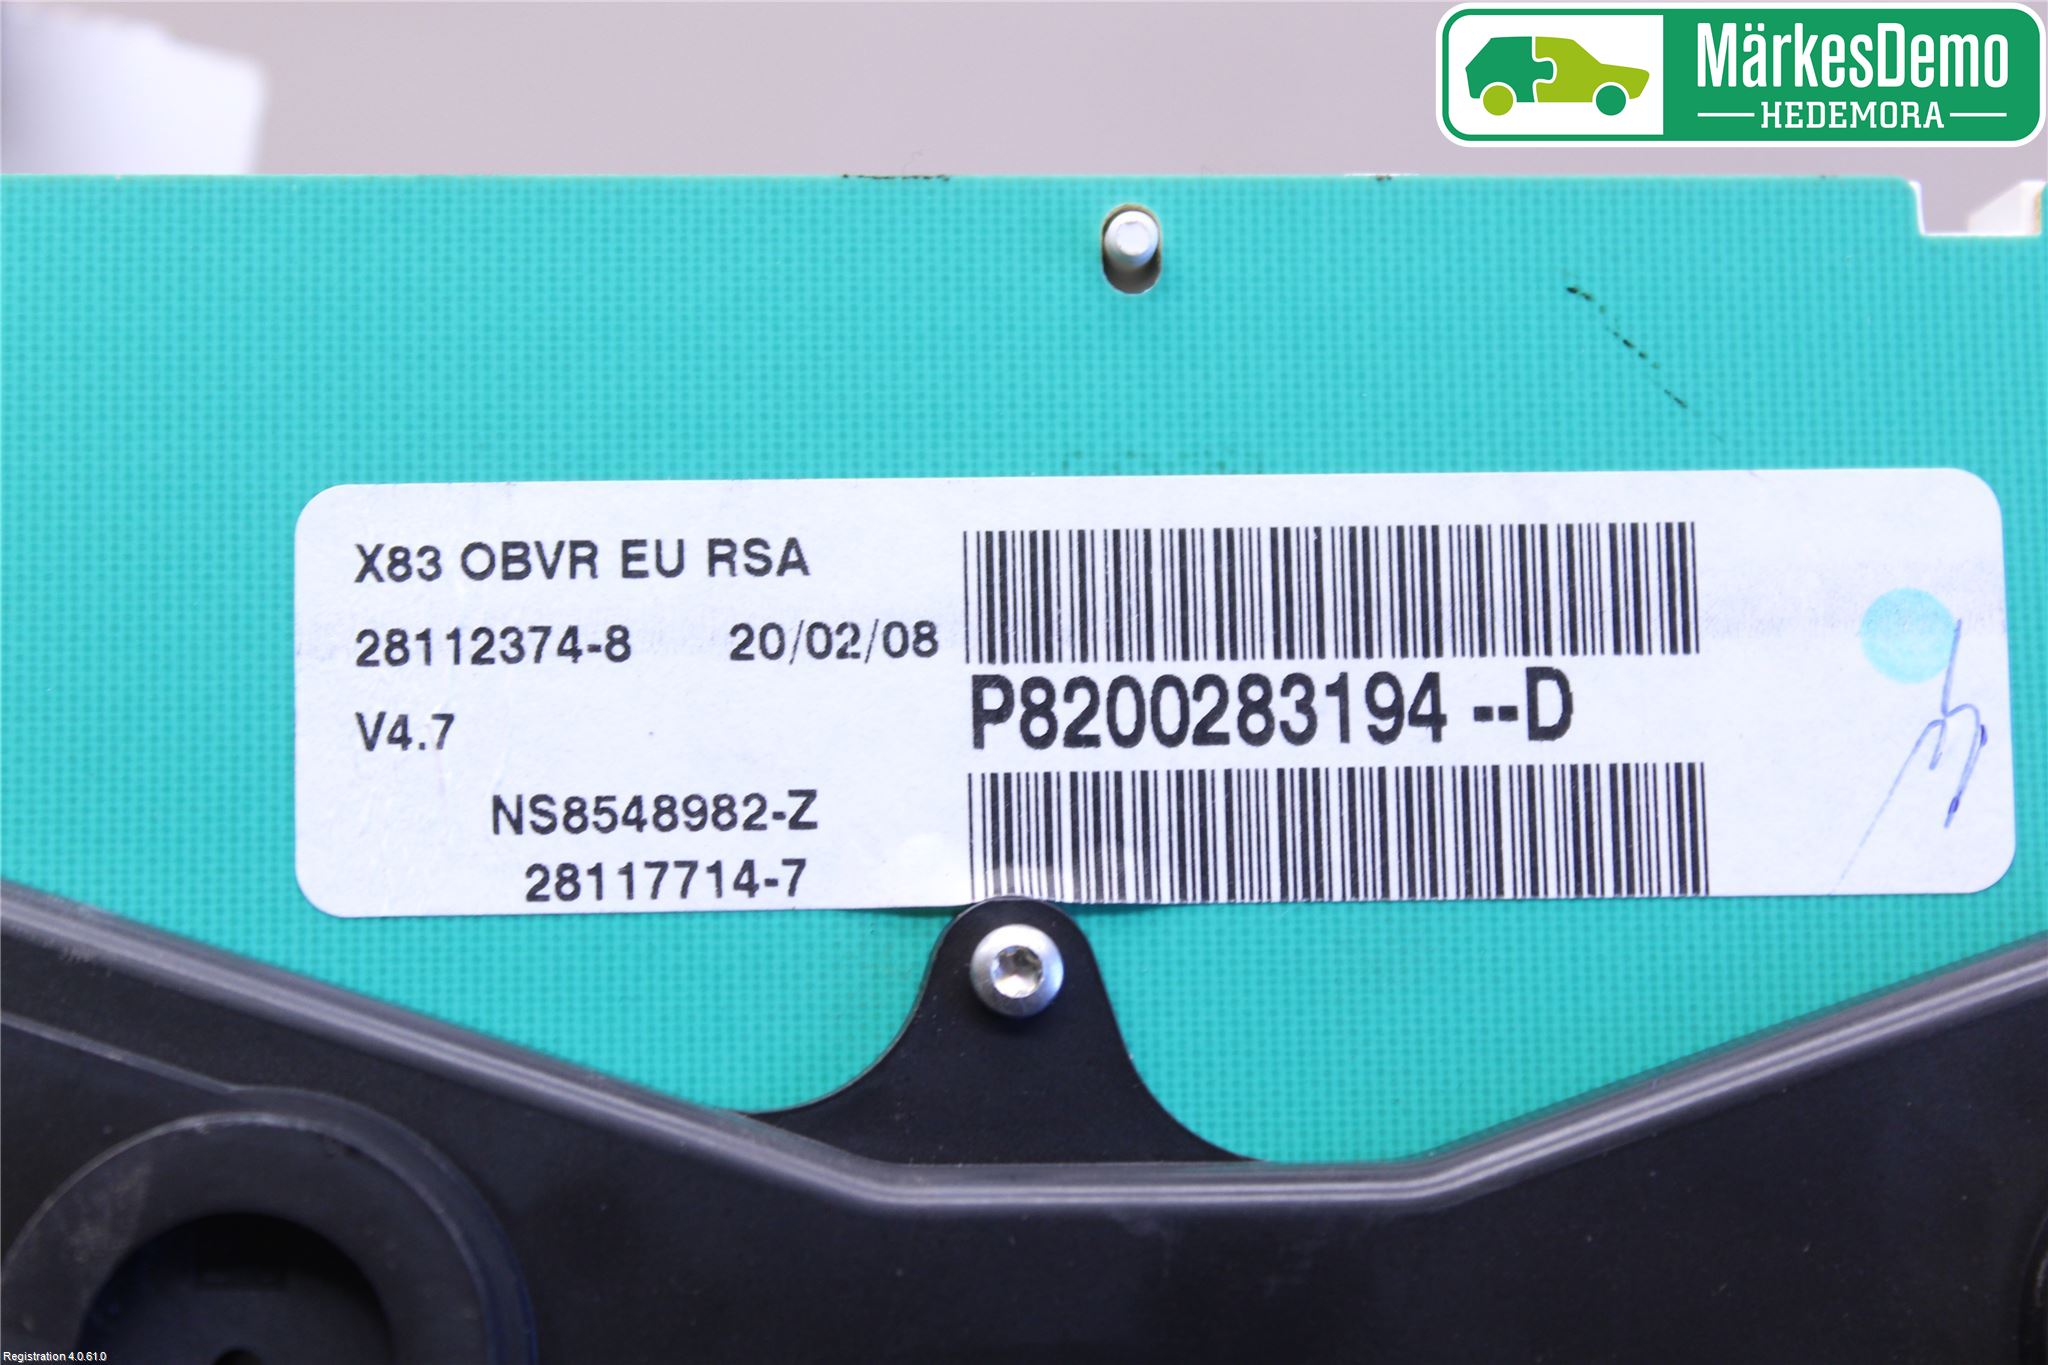 MärkesDemo
HEDEMORA
X83 OBVR EU RSA
28112374-8 20/02/08
P8200283194 --D
V4.7
NS8548982-Z
28117714-7
Registration 4.0.61.0